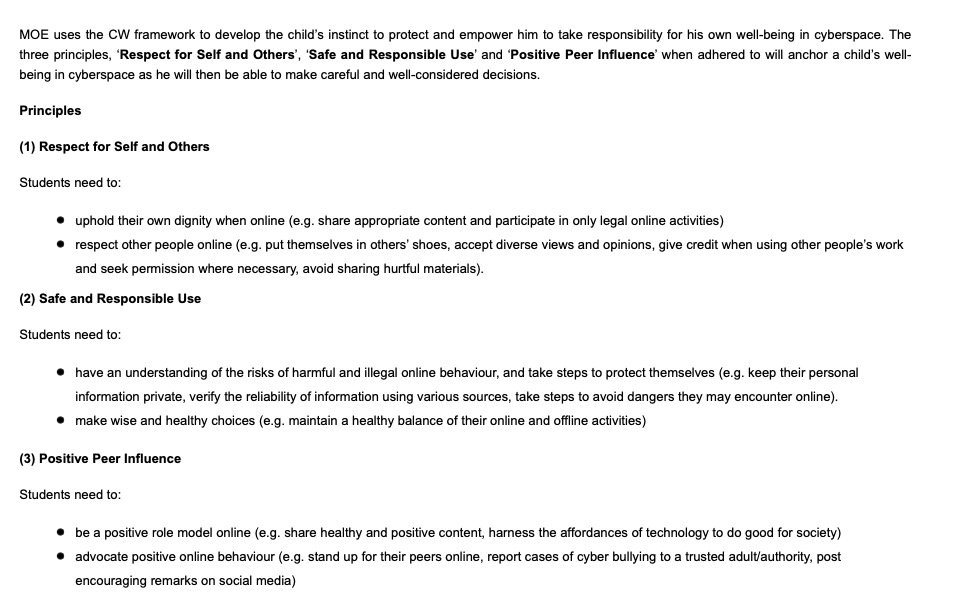 MOE uses the CW framework to develop the child's instinct to protect and empower him to take responsibility for his own well-being in cyberspace. The
three principles, 'Respect for Self and Others', 'Safe and Responsible Use' and 'Positive Peer Influence' when adhered to will anchor a child's well-
being in cyberspace as he will then be able to make careful and well-considered decisions.
Principles
(1) Respect for Self and Others
Students need to:
● uphold their own dignity when online (e.g. share appropriate content and participate in only legal online activities)
● respect other people online (e.g. put themselves in others' shoes, accept diverse views and opinions, give credit when using other people's work
and seek permission where necessary, avoid sharing hurtful materials).
(2) Safe and Responsible Use
Students need to:
● have an understanding of the risks of harmful and illegal online behaviour, and take steps to protect themselves (e.g. keep their personal
information private, verify the reliability of information using various sources, take steps to avoid dangers they may encounter online).
● make wise and healthy choices (e.g. maintain a healthy balance of their online and offline activities)
(3) Positive Peer Influence
Students need to:
● be a positive role model online (e.g. share healthy and positive content, harness the affordances of technology to do good for society)
● advocate positive online behaviour (e.g. stand up for their peers online, report cases of cyber bullying to a trusted adult/authority, post
encouraging remarks on social media)